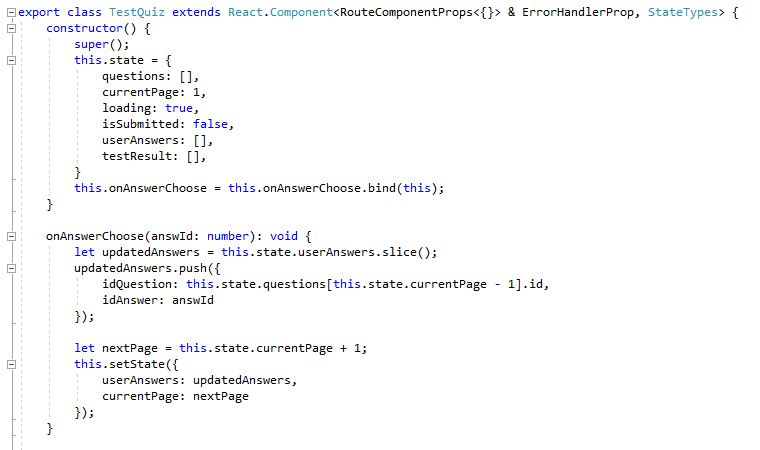 export class TestQuiz extends React.Component<RouteComponentProps<{}> & ErrorHandlerProp, StateTypes> {
    constructor() {
        super();
        this.state = {
            questions: [],
            currentPage: 1,
            loading: true,
            isSubmitted: false,
            userAnswers: [],
            testResult: [],
        }
        this.onAnswerChoose = this.onAnswerChoose.bind(this);
    }

    onAnswerChoose(answId: number): void {
        let updatedAnswers = this.state.userAnswers.slice();
        updatedAnswers.push({
            idQuestion: this.state.questions[this.state.currentPage - 1].id,
            idAnswer: answId
        });

        let nextPage = this.state.currentPage + 1;
        this.setState({
            userAnswers: updatedAnswers,
            currentPage: nextPage
        });
    }